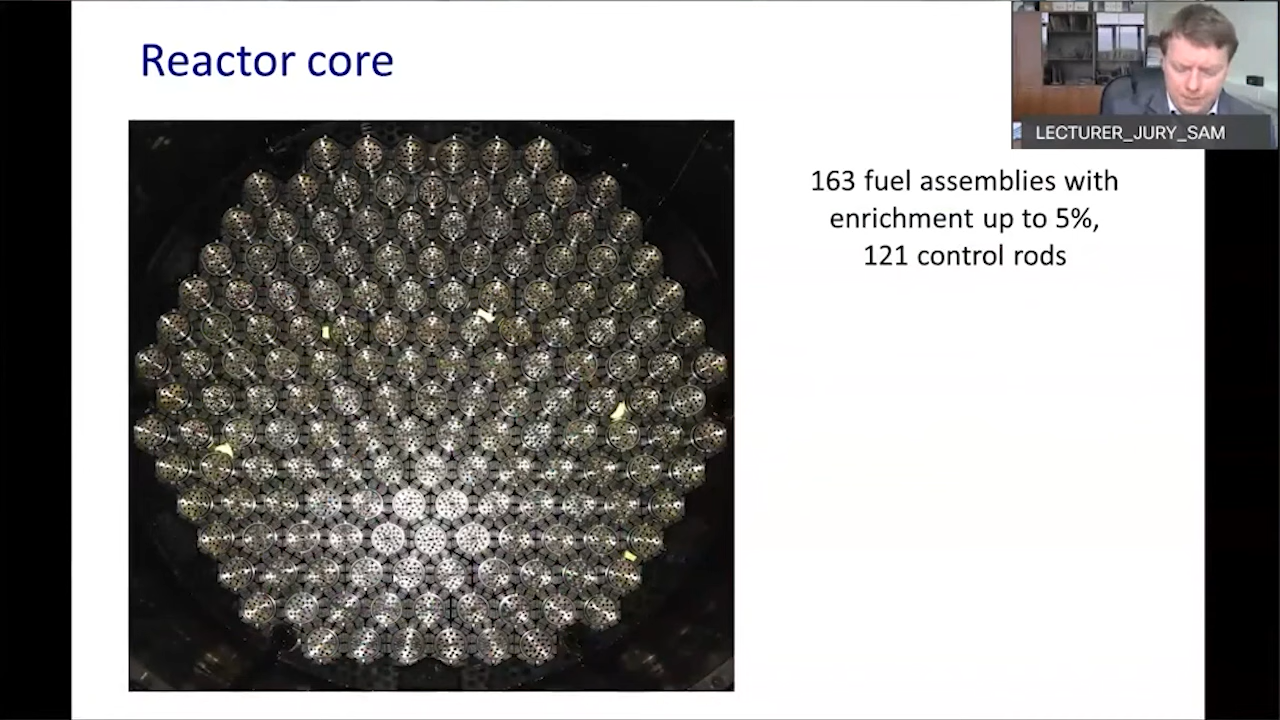 Reactor core
LECTURER_JURY_SAM
163 fuel assemblies with
enrichment up to 5%,
121 control rods